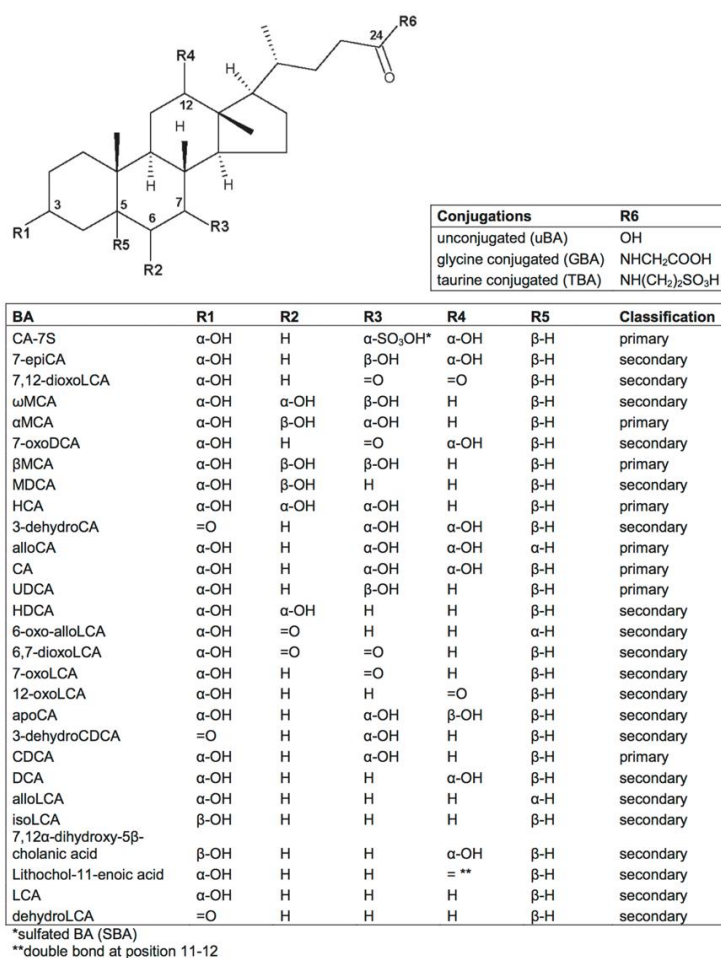 R6
24
O
R4
12
H
H
H
H
3
5
6
7
R1
R5
R3
R2
Conjugations R6
unconjugated (uBA) OH
glycine conjugated (GBA) NHCH₂COOH
taurine conjugated (TBA) NH(CH₂)₂SO₃H
BA R1 R2 R3 R4 R5 Classification
CA-7S α-OH H α-SO₃OH* α-OH β-H primary
7-epiCA α-OH H β-OH α-OH β-H secondary
7,12-dioxoLCA α-OH H =O =O β-H secondary
ωMCA α-OH α-OH β-OH H β-H secondary
αMCA α-OH β-OH α-OH H β-H primary
7-oxoDCA α-OH H =O α-OH β-H secondary
βMCA α-OH β-OH β-OH H β-H primary
MDCA α-OH β-OH H H β-H secondary
HCA α-OH α-OH α-OH H β-H primary
3-dehydroCA =O H α-OH α-OH β-H secondary
alloCA α-OH H α-OH α-OH α-H primary
CA α-OH H α-OH α-OH β-H primary
UDCA α-OH H β-OH H β-H primary
HDCA α-OH α-OH H H β-H secondary
6-oxo-alloLCA α-OH =O H H α-H secondary
6,7-dioxoLCA α-OH =O =O H β-H secondary
7-oxoLCA α-OH H =O H β-H secondary
12-oxoLCA α-OH H H =O β-H secondary
apoCA α-OH H α-OH β-OH β-H secondary
3-dehydroCDCA =O H α-OH H β-H secondary
CDCA α-OH H α-OH H β-H primary
DCA α-OH H H α-OH β-H secondary
alloLCA α-OH H H H α-H secondary
isoLCA β-OH H H H β-H secondary
7,12α-dihydroxy-5β-
cholanic acid β-OH H H α-OH β-H secondary
Lithochol-11-enoic acid α-OH H H = ** β-H secondary
LCA α-OH H H H β-H secondary
dehydroLCA =O H H H β-H secondary
*sulfated BA (SBA)
**double bond at position 11-12